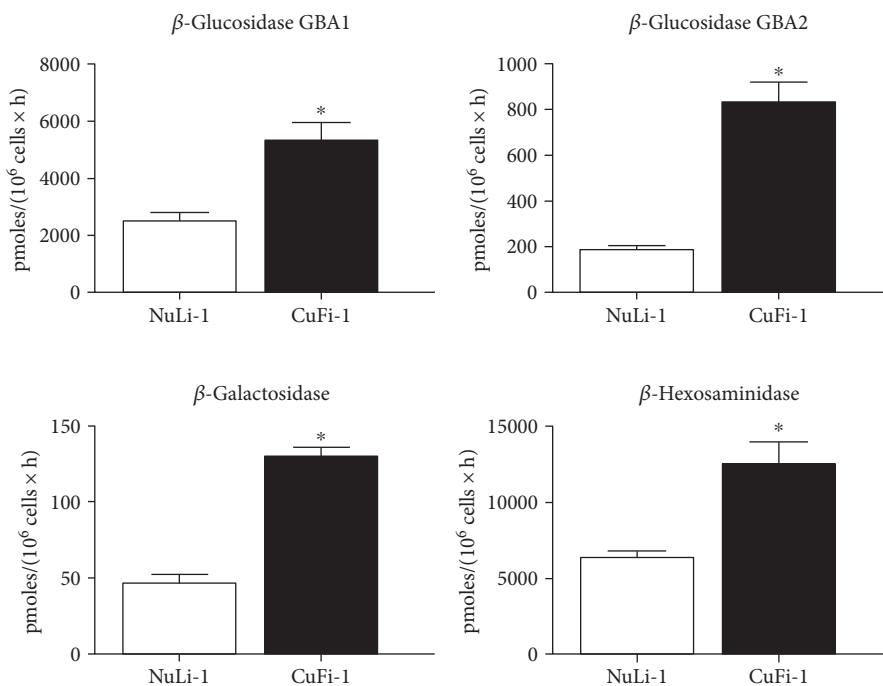 β-Glucosidase GBA1
pmoles/(10⁶ cells × h)
8000
6000
4000
2000
0
*
NuLi-1 CuFi-1
β-Glucosidase GBA2
pmoles/(10⁶ cells × h)
1000
800
600
400
200
0
*
NuLi-1 CuFi-1
β-Galactosidase
pmoles/(10⁶ cells × h)
150
100
50
0
*
NuLi-1 CuFi-1
β-Hexosaminidase
pmoles/(10⁶ cells × h)
15000
10000
5000
0
*
NuLi-1 CuFi-1